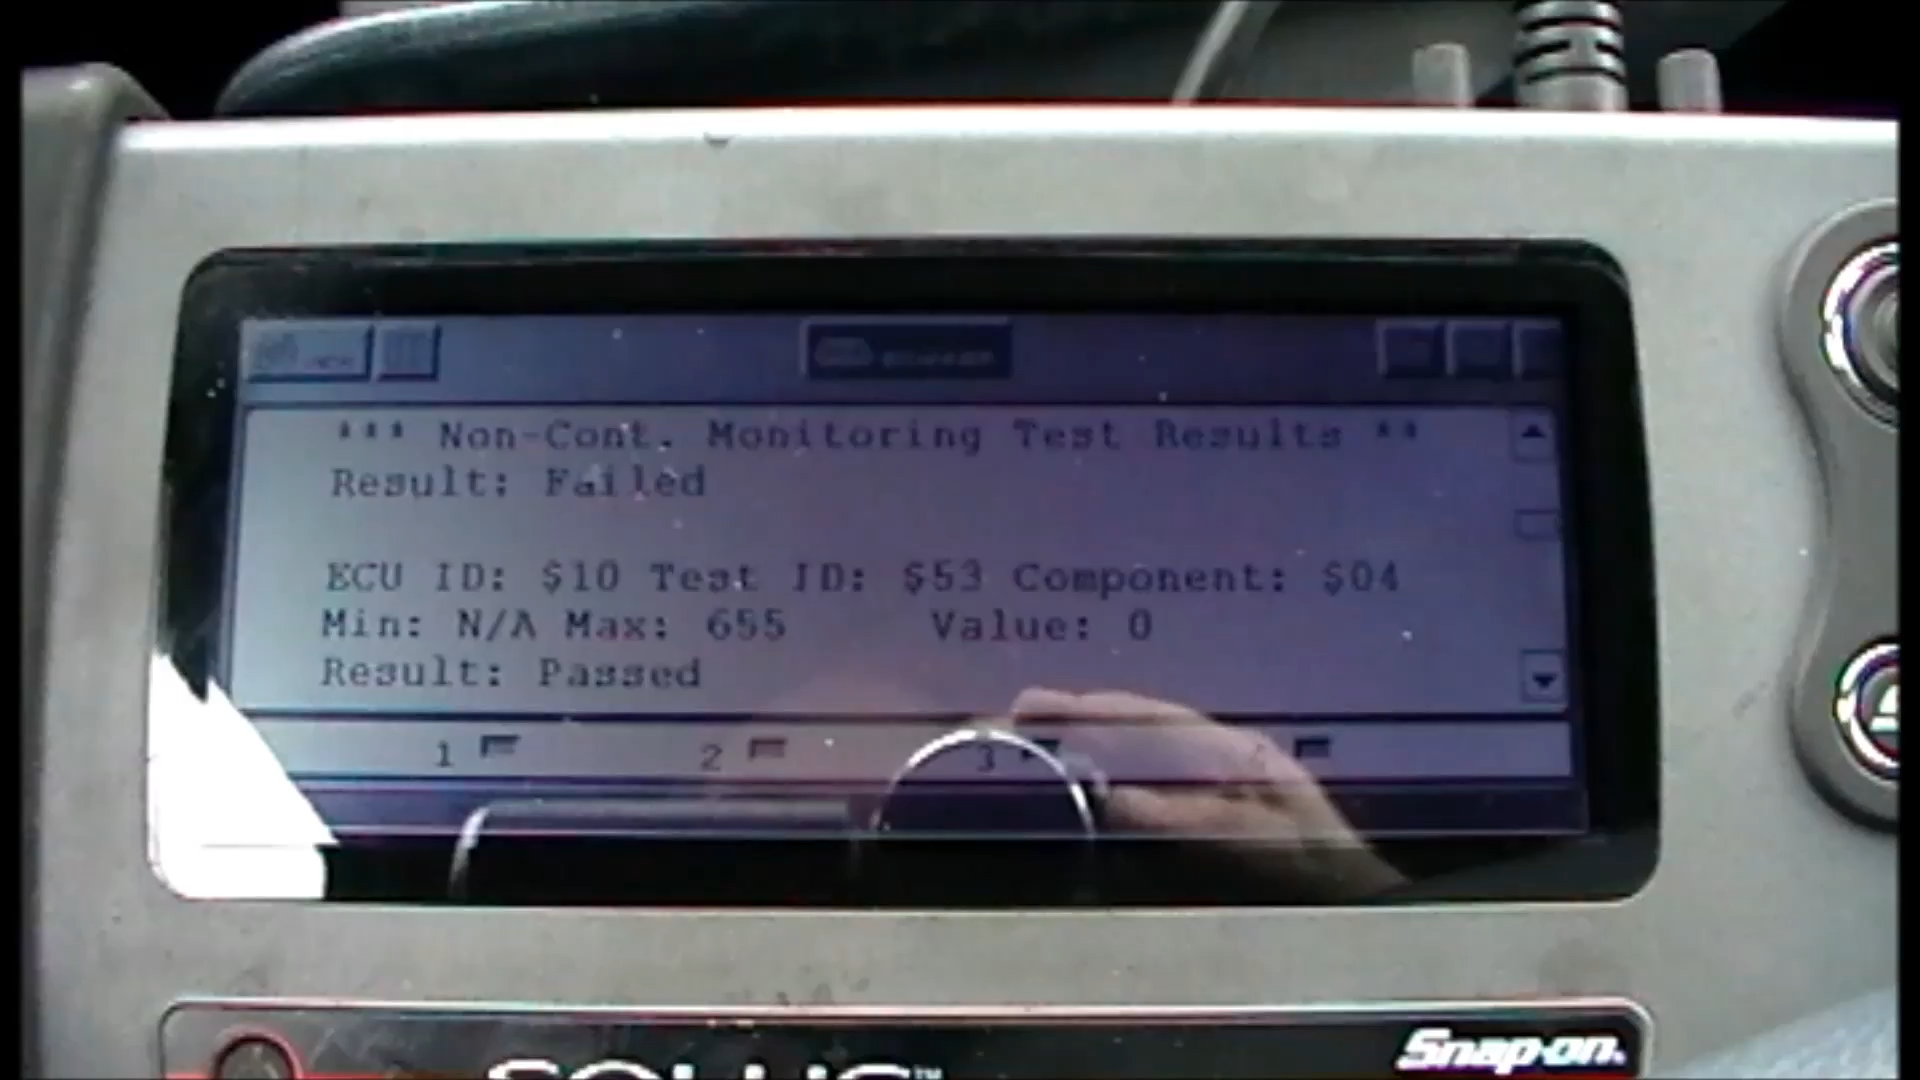 *** Non-Cont. Monitoring Test Results **
Result: Failed
ECU ID: $10 Test ID: $53 Component: $04
Min: N/A Max: 655 Value: 0
Result: Passed
1 2 3
SOLUS™
Snap-on.